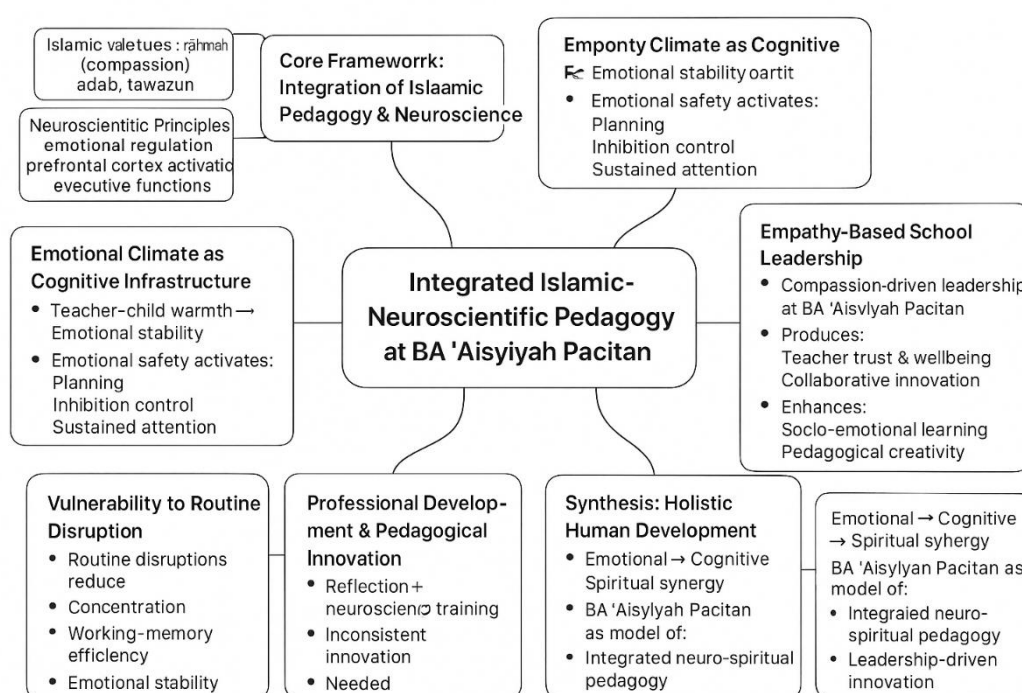 Islamic valetues : rāhmah
(compassion)
adab, tawazun
Neuroscientitic Principles
emotional regulation
prefrontal cortex activatic
evecutive functions
Core Frameworrk:
Integration of Islaamic
Pedagogy & Neuroscience
Emponty Climate as Cognitive
Emotional stability oartit
• Emotional safety activates:
Planning
Inhibition control
Sustained attention
Emotional Climate as
Cognitive Infrastructure
• Teacher–child warmth →
Emotional stability
• Emotional safety activates:
Planning
Inhibition control
Sustained attention
Integrated Islamic-
Neuroscientific Pedagogy
at BA 'Aisyiyah Pacitan
Empathy-Based School
Leadership
• Compassion-driven leadership
at BA 'Aisvlyah Pacitan
• Produces:
Teacher trust & wellbeing
Collaborative innovation
• Enhances:
Soclo-emotional learning
Pedagogical creativity
Vulnerability to Routine
Disruption
• Routine disruptions
reduce
• Concentration
• Working-memory
efficlency
• Emotional stability
Professional Develop-
ment & Pedagogical
Innovation
• Reflection +
neuroscienɔ training
• Inconsistent
innovation
• Needed
Synthesis: Holistic
Human Development
• Emotional → Cognitive
Spiritual synergy
• BA 'Aisylyah Pacitan
as model of:
• Integrated neuro-spiritual
pedagogy
Emotional → Cognitive
→ Spiritual syhergy
BA 'Aisylyan Pacitan as
model of:
• Integraied neuro-
spiritual pedagogy
• Leadership-driven
innovation